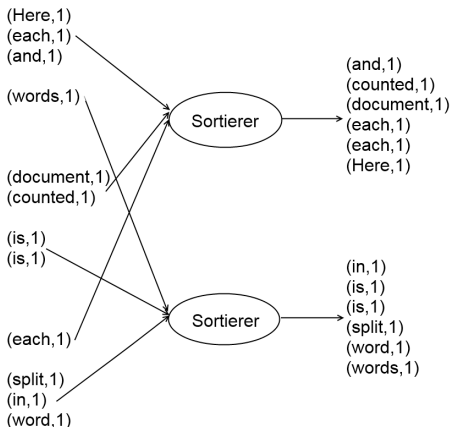 (Here,1)
(each,1)
(and,1)
(words,1)
(document,1)
(counted,1)
(is,1)
(is,1)
(each,1)
(split,1)
(in,1)
(word,1)
Sortierer
Sortierer
(and,1)
(counted,1)
(document,1)
(each,1)
(each,1)
(Here,1)
(in,1)
(is,1)
(is,1)
(split,1)
(word,1)
(words,1)